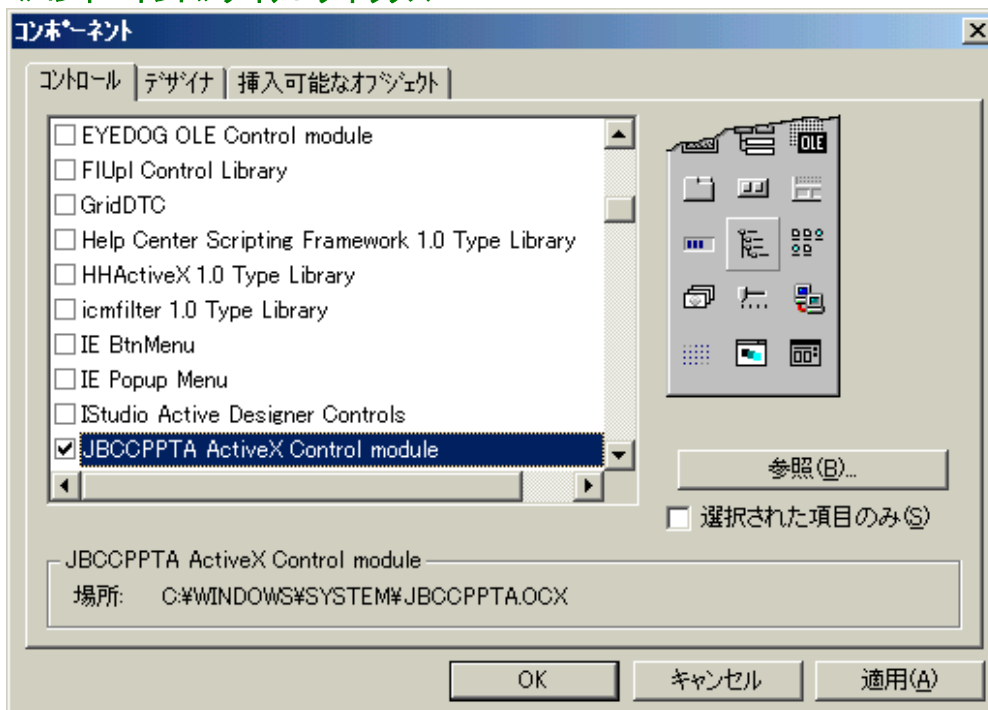 コンポーネント
コントロール デザイナ 挿入可能なオブジェクト
EYEDOG OLE Control module
FlUpl Control Library
GridDTC
Help Center Scripting Framework 1.0 Type Library
HHActiveX 1.0 Type Library
icmfilter 1.0 Type Library
IE BtnMenu
IE Popup Menu
IStudio Active Designer Controls
JBCCPPTA ActiveX Control module
OLE
参照(B)...
選択された項目のみ(S)
JBCCPPTA ActiveX Control module
場所: C:¥WINDOWS¥SYSTEM¥JBCCPPTA.OCX
OK キャンセル 適用(A)